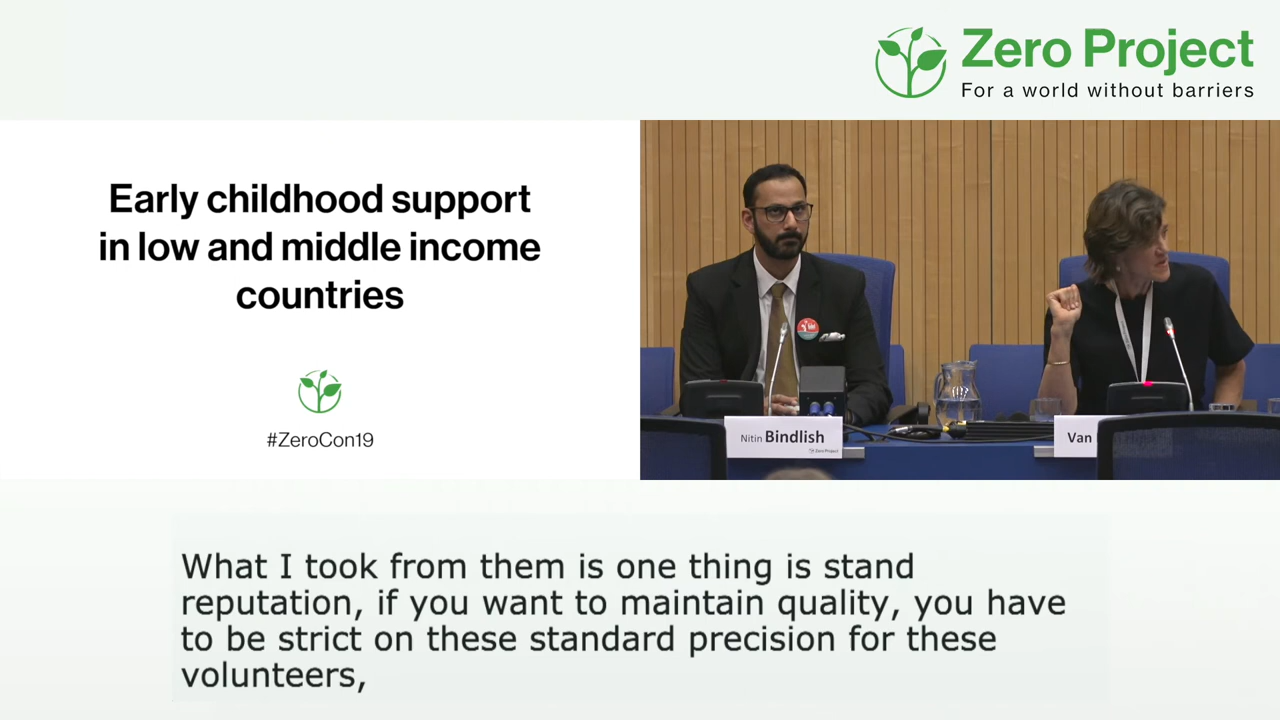 Zero Project
For a world without barriers
Early childhood support
in low and middle income
countries
#ZeroCon19
Nitin Bindlish
Zero Project
Van
What I took from them is one thing is stand
reputation, if you want to maintain quality, you have
to be strict on these standard precision for these
volunteers,